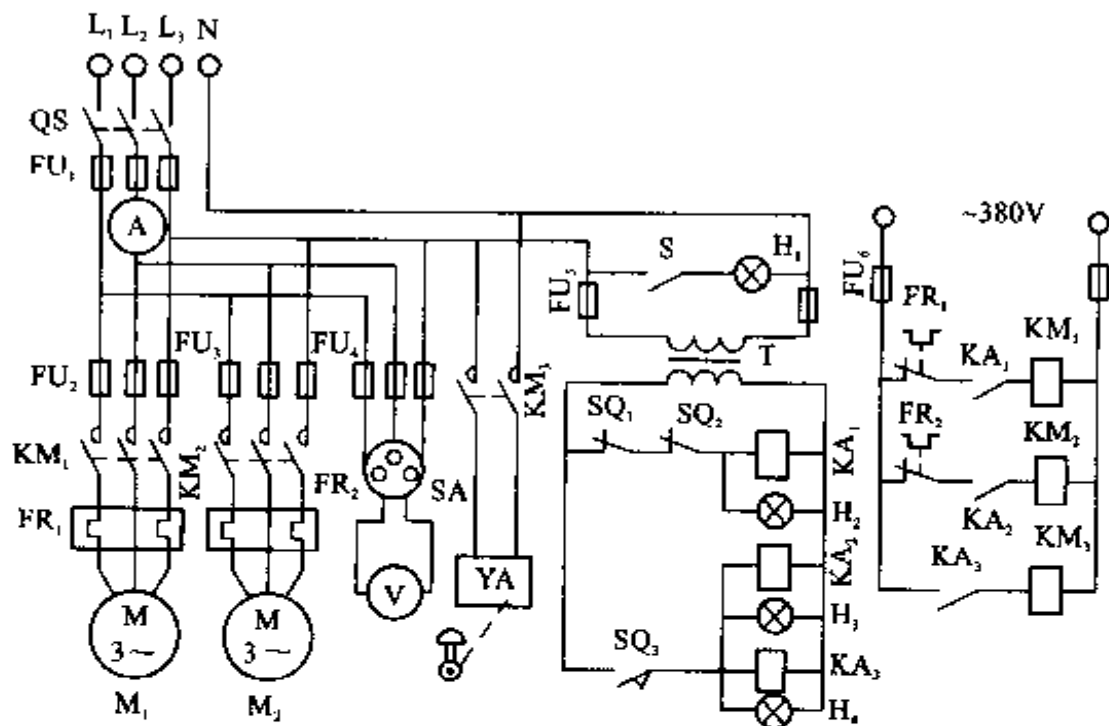 L₁ L₂ L₃ N
QS
FU₁
A
~380V
S H₁
FU₅
FU₆
FR₁
KM₁
KA₁
T
FU₂
FU₃
FU₄
KM₃
SQ₁ SQ₂
KA₁
FR₂
KM₂
KM₁
KM₂
FR₂
SA
H₂
KA₂
KM₃
FR₁
KA₂
KA₃
V
YA
H₃
M
3~
M
3~
SQ₃
KA₃
M₁
M₂
H₄